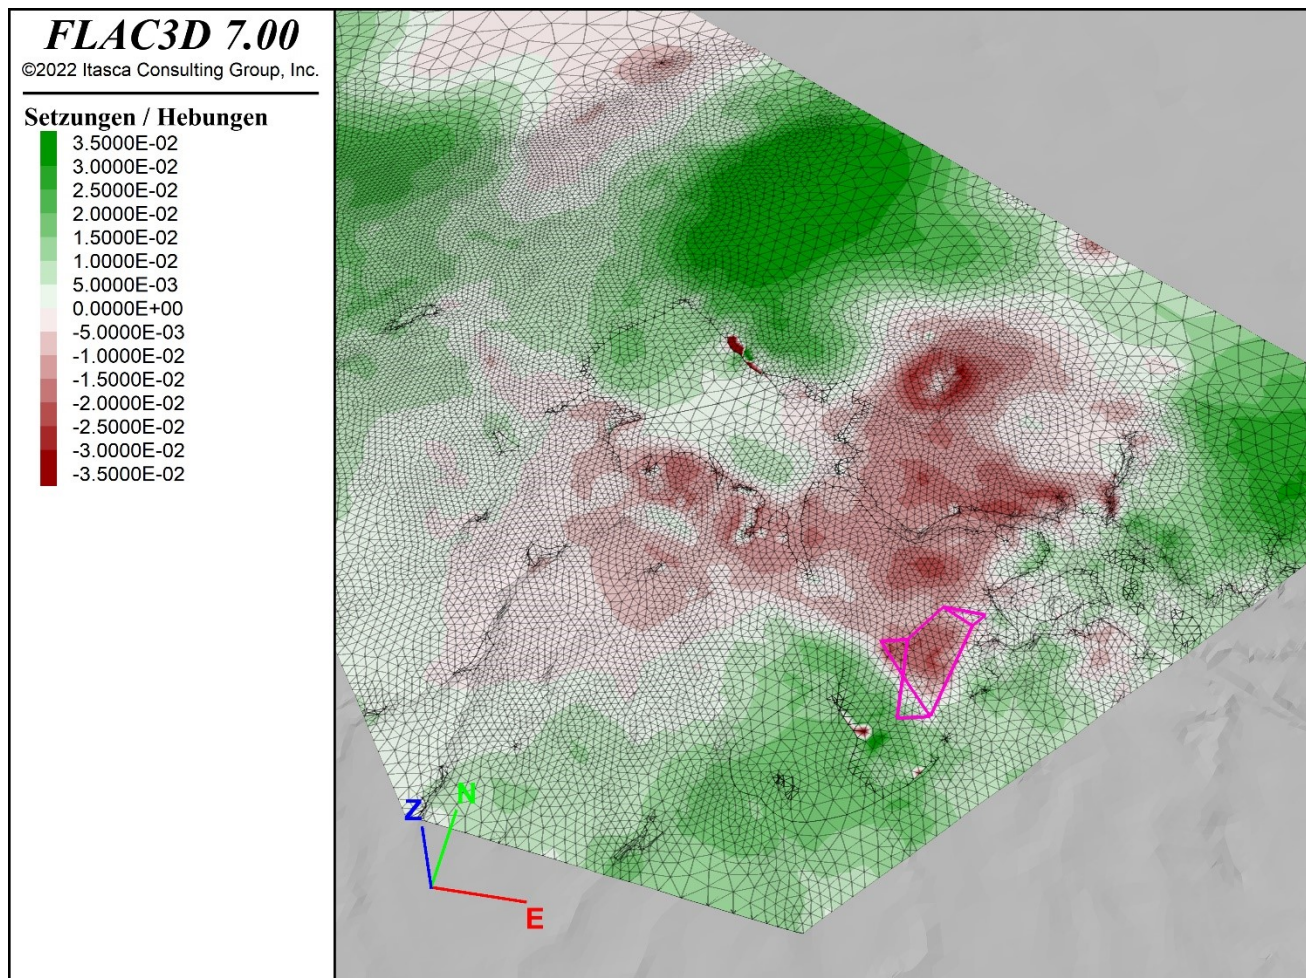 FLAC3D 7.00
©2022 Itasca Consulting Group, Inc.
Setzungen / Hebungen
3.5000E-02
3.0000E-02
2.5000E-02
2.0000E-02
1.5000E-02
1.0000E-02
5.0000E-03
0.0000E+00
-5.0000E-03
-1.0000E-02
-1.5000E-02
-2.0000E-02
-2.5000E-02
-3.0000E-02
-3.5000E-02
Z
N
E